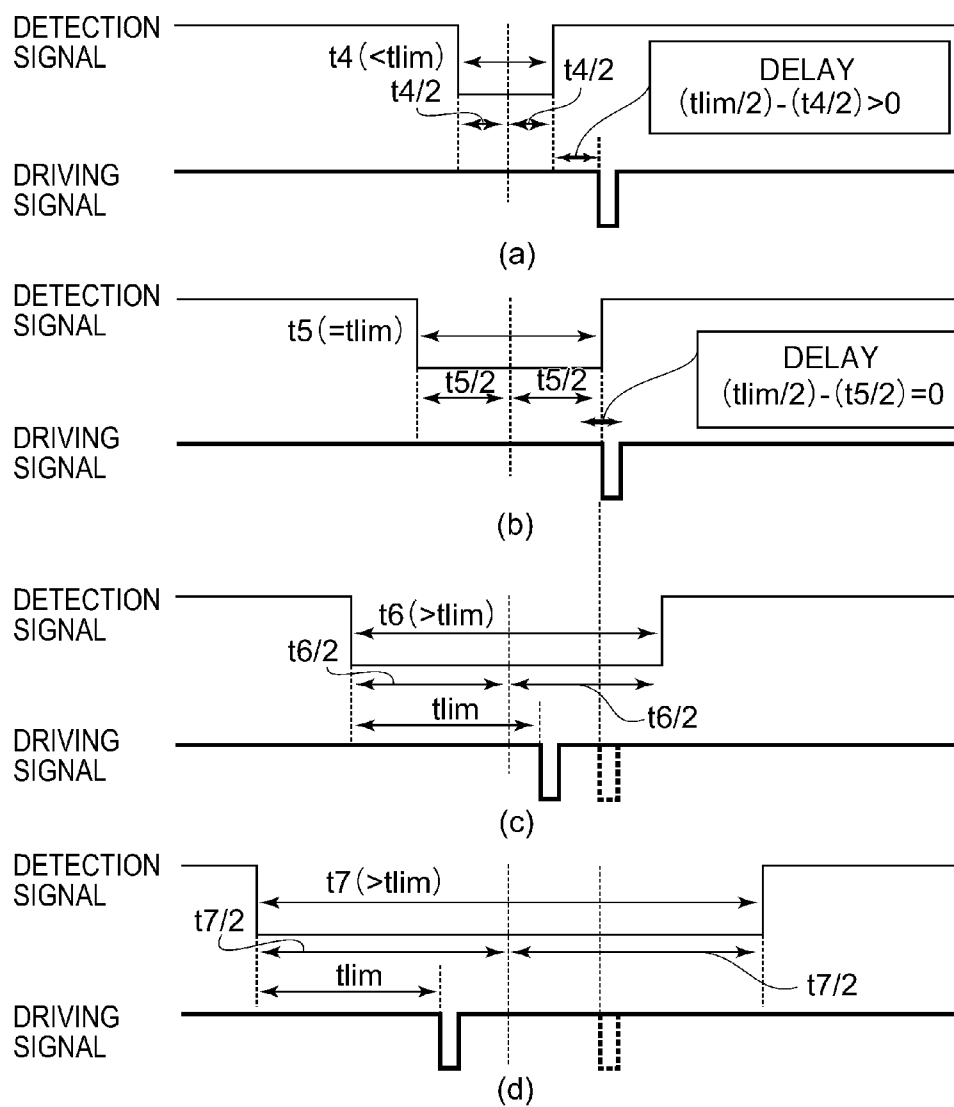 DETECTION
SIGNAL
t4(<tlim)
t4/2
t4/2
DELAY
(tlim/2)-(t4/2)>0
DRIVING
SIGNAL
(a)
DETECTION
SIGNAL
t5(=tlim)
t5/2
t5/2
DELAY
(tlim/2)-(t5/2)=0
DRIVING
SIGNAL
(b)
DETECTION
SIGNAL
t6(>tlim)
t6/2
t6/2
tlim
DRIVING
SIGNAL
(c)
DETECTION
SIGNAL
t7(>tlim)
t7/2
t7/2
tlim
DRIVING
SIGNAL
(d)